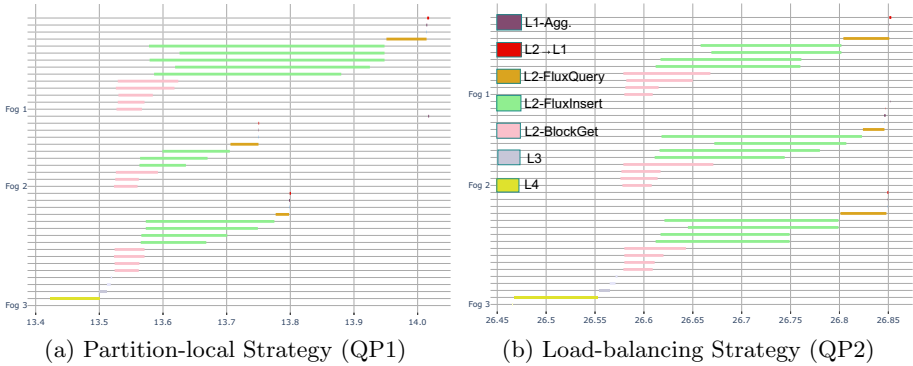 L1-Agg.
L2→L1
L2-FluxQuery
L2-FluxInsert
L2-BlockGet
L3
L4
Fog 1
Fog 2
Fog 3
13.4 13.5 13.6 13.7 13.8 13.9 14.0
Fog 1
Fog 2
Fog 3
26.45 26.5 26.55 26.6 26.65 26.7 26.75 26.8 26.85
(a) Partition-local Strategy (QP1)
(b) Load-balancing Strategy (QP2)